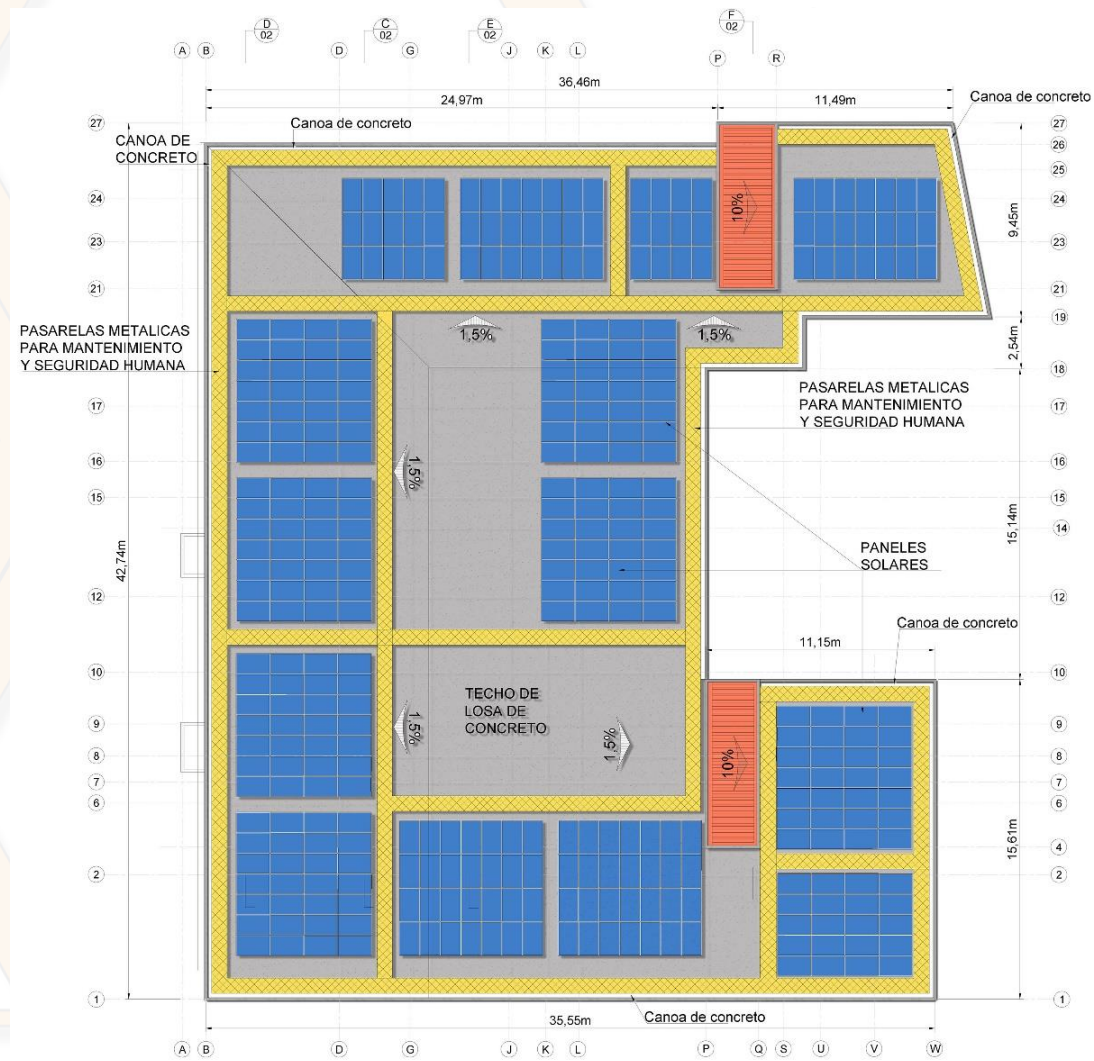 D
02
C
02
E
02
F
02
A
B
D
G
J
K
L
P
R
36,46m
24,97m
11,49m
Canoa de concreto
Canoa de concreto
CANOA DE
CONCRETO
27
24
23
21
17
16
15
12
10
9
8
7
6
2
1
27
26
25
24
23
21
19
18
17
16
15
14
12
10
9
8
7
6
4
2
1
10%
9,45m
1,5%
1,5%
2,54m
PASARELAS METALICAS
PARA MANTENIMIENTO
Y SEGURIDAD HUMANA
PASARELAS METALICAS
PARA MANTENIMIENTO
Y SEGURIDAD HUMANA
1,5%
15,14m
42,74m
PANELES
SOLARES
Canoa de concreto
11,15m
TECHO DE
LOSA DE
CONCRETO
1,5%
1,5%
10%
15,61m
Canoa de concreto
35,55m
A
B
D
G
J
K
L
P
Q
S
U
V
W